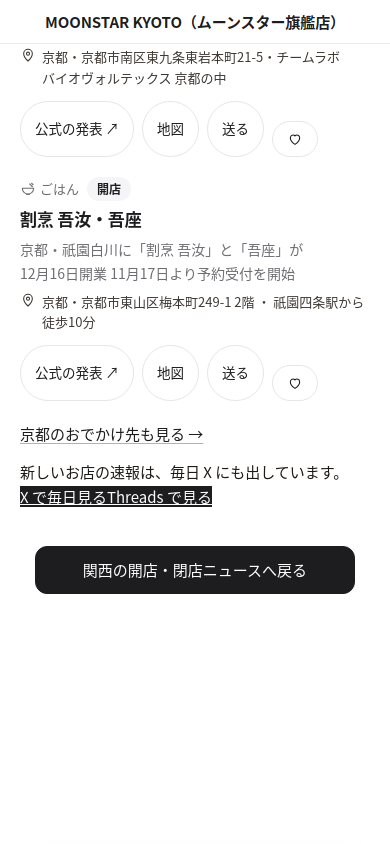 MOONSTAR KYOTO（ムーンスター旗艦店）
京都・京都市南区東九条東岩本町21-5・チームラボ
バイオヴォルテックス 京都の中
公式の発表 ↗ 地図 送る
ごはん 開店
割烹 吾汝・吾座
京都・祇園白川に「割烹 吾汝」と「吾座」が
12月16日開業 11月17日より予約受付を開始
京都・京都市東山区梅本町249-1 2階 ・ 祇園四条駅から
徒歩10分
公式の発表 ↗ 地図 送る
京都のおでかけ先も見る →
新しいお店の速報は、毎日 X にも出しています。
X で毎日見るThreads で見る
関西の開店・閉店ニュースへ戻る